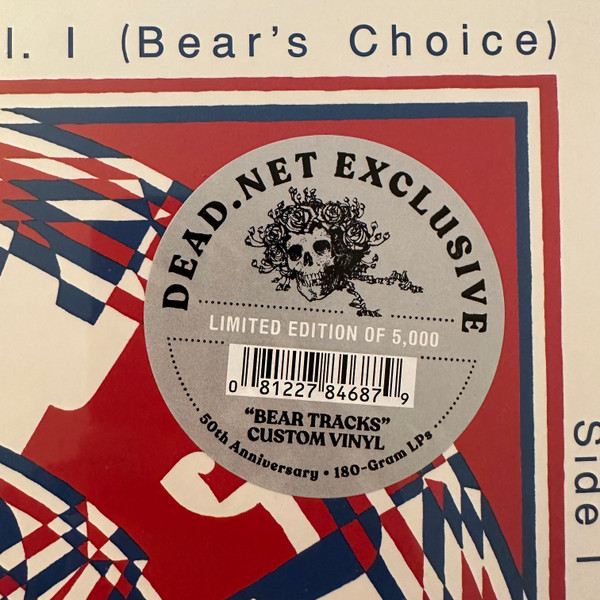 l. I (Bear's Choice)
DEAD.NET EXCLUSIVE
LIMITED EDITION OF 5,000
0 81227 84687 9
"BEAR TRACKS"
CUSTOM VINYL
50th Anniversary • 180-Gram LPs
Side I